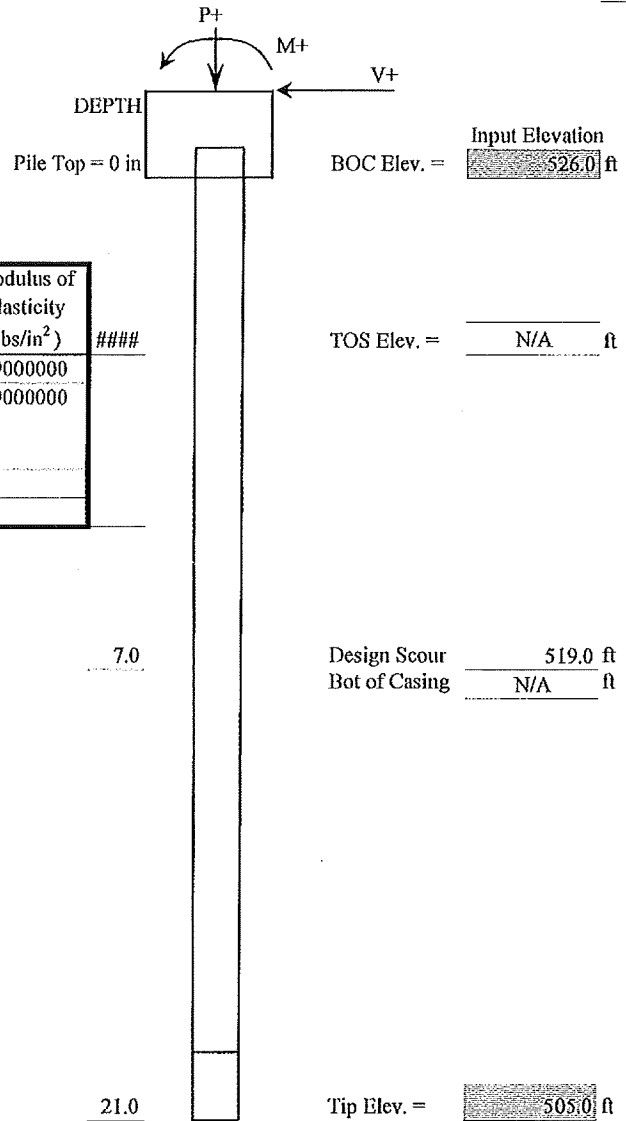 P+
M+
V+
DEPTH
Input Elevation
Pile Top = 0 in
BOC Elev. = 526.0 ft
odulus of
lasticity
bs/in²) ####
TOS Elev. = N/A ft
000000
000000
7.0
Design Scour 519.0 ft
Bot of Casing N/A ft
21.0
Tip Elev. = 505.0 ft